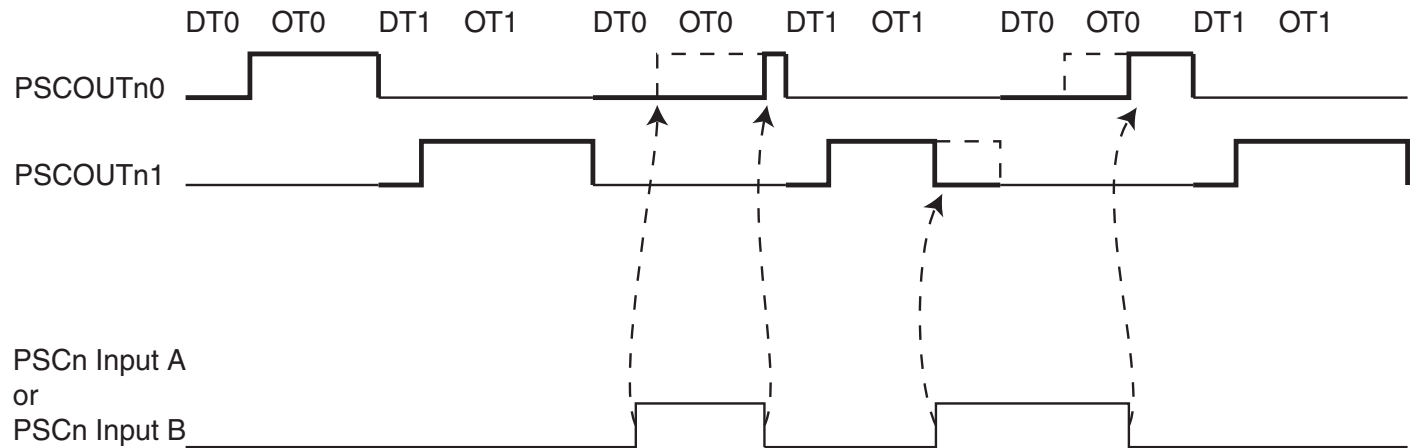 DT0 OT0 DT1 OT1 DT0 OT0 DT1 OT1 DT0 OT0 DT1 OT1
PSCOUTn0
PSCOUTn1
PSCn Input A
or
PSCn Input B